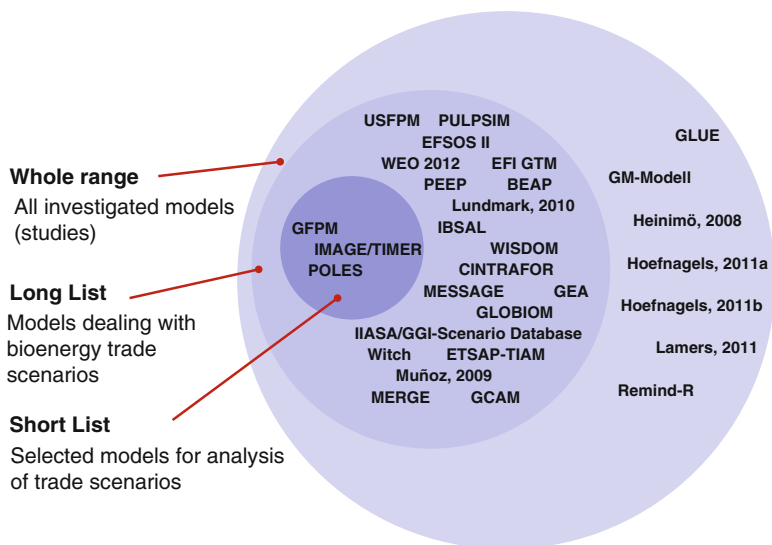 Whole range
All investigated models
(studies)
Long List
Models dealing with
bioenergy trade
scenarios
Short List
Selected models for analysis
of trade scenarios
GFPM
IMAGE/TIMER
POLES
USFPM PULPSIM
EFSOS II
WEO 2012 EFI GTM
PEEP BEAP
Lundmark, 2010
IBSAL
WISDOM
CINTRAFOR
MESSAGE GEA
GLOBIOM
IIASA/GGI-Scenario Database
Witch ETSAP-TIAM
Muñoz, 2009
MERGE GCAM
GLUE
GM-Modell
Heinimö, 2008
Hoefnagels, 2011a
Hoefnagels, 2011b
Lamers, 2011
Remind-R